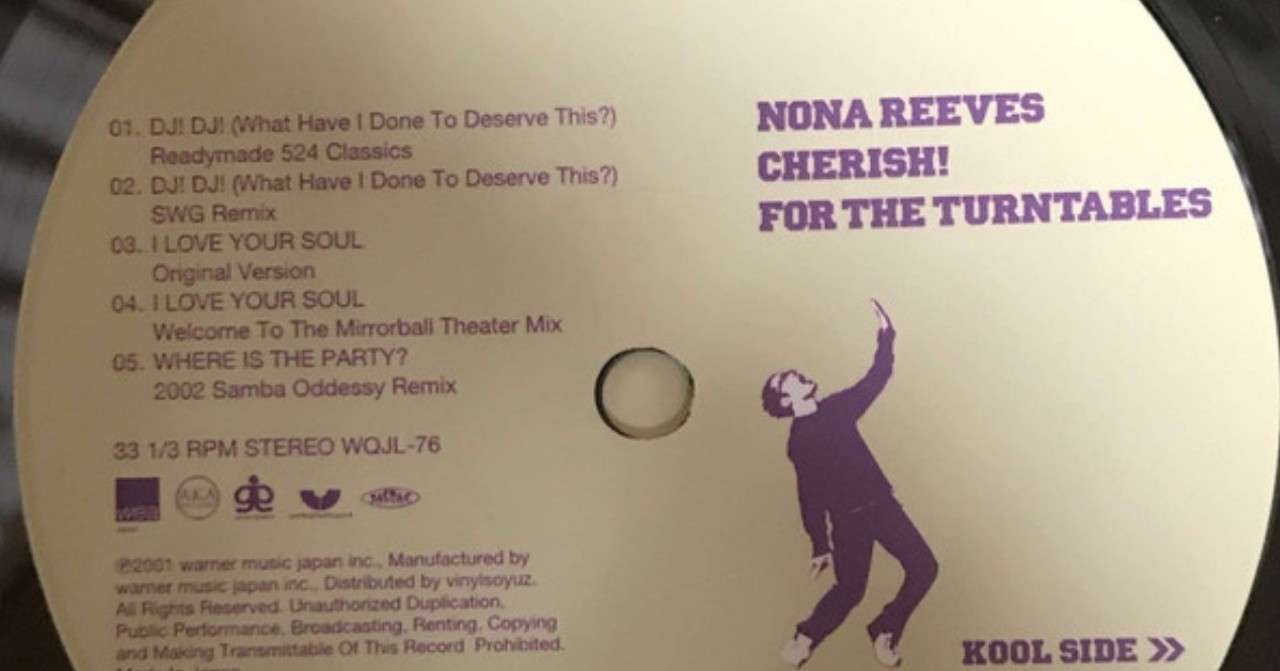 01. DJ! DJ! (What Have I Done To Deserve This?)
Readymade 524 Classics
02. DJ! DJ! (What Have I Done To Deserve This?)
SWG Remix
03. I LOVE YOUR SOUL
Original Version
04. I LOVE YOUR SOUL
Welcome To The Mirrorball Theater Mix
05. WHERE IS THE PARTY?
2002 Samba Oddessy Remix
33 1/3 RPM STEREO WQJL-76
℗2001 warner music japan inc., Manufactured by
warner music japan inc., Distributed by vinylsoyuz.
All Rights Reserved. Unauthorized Duplication,
Public Performance, Broadcasting, Renting, Copying
and Making Transmittable Of This Record Prohibited.
NONA REEVES
CHERISH!
FOR THE TURNTABLES
KOOL SIDE >>